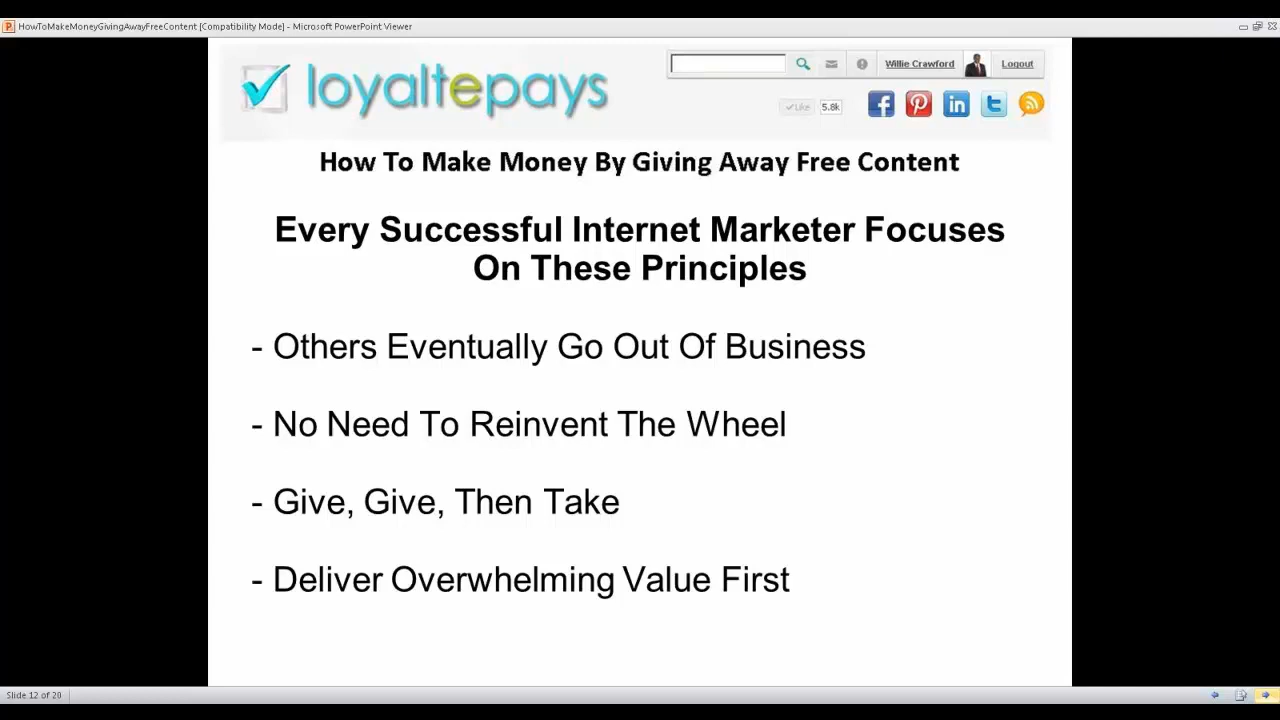 HowToMakeMoneyGivingAwayFreeContent [Compatibility Mode] - Microsoft PowerPoint Viewer
loyaltepays
Willie Crawford
Logout
Like
5.8k
How To Make Money By Giving Away Free Content
Every Successful Internet Marketer Focuses
On These Principles
- Others Eventually Go Out Of Business
- No Need To Reinvent The Wheel
- Give, Give, Then Take
- Deliver Overwhelming Value First
Slide 12 of 20